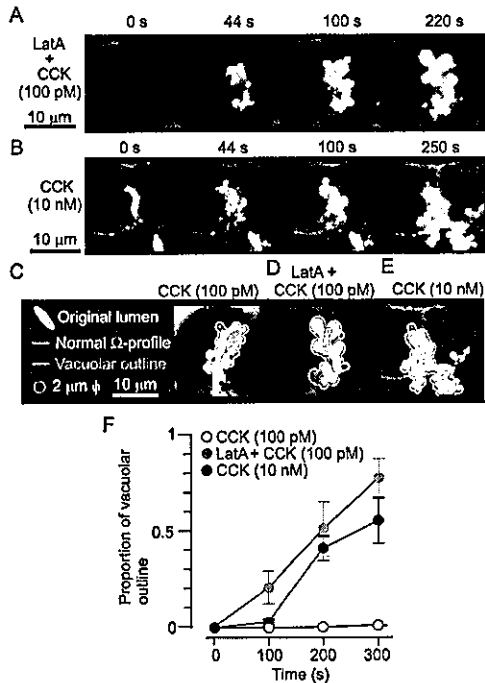 A
0 s 44 s 100 s 220 s
LatA
+
CCK
(100 pM)
10 μm
B
0 s 44 s 100 s 250 s
CCK
(10 nM)
10 μm
C
CCK (100 pM)
D
LatA +
CCK (100 pM)
E
CCK (10 nM)
Original lumen
Normal Ω-profile
Vacuolar outline
2 μm ϕ 10 μm
F
CCK (100 pM)
LatA + CCK (100 pM)
CCK (10 nM)
Proportion of vacuolar
outline
1
0.5
0
0 100 200 300
Time (s)